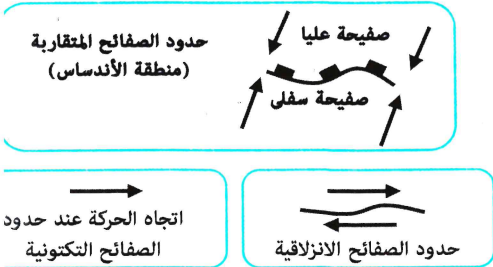 حدود الصفائح المتقاربة
(منطقة الأندساس)
صفيحة عليا
صفيحة سفلى
حدود الصفائح الانزلاقية
اتجاه الحركة عند حدود
الصفائح التكتونية